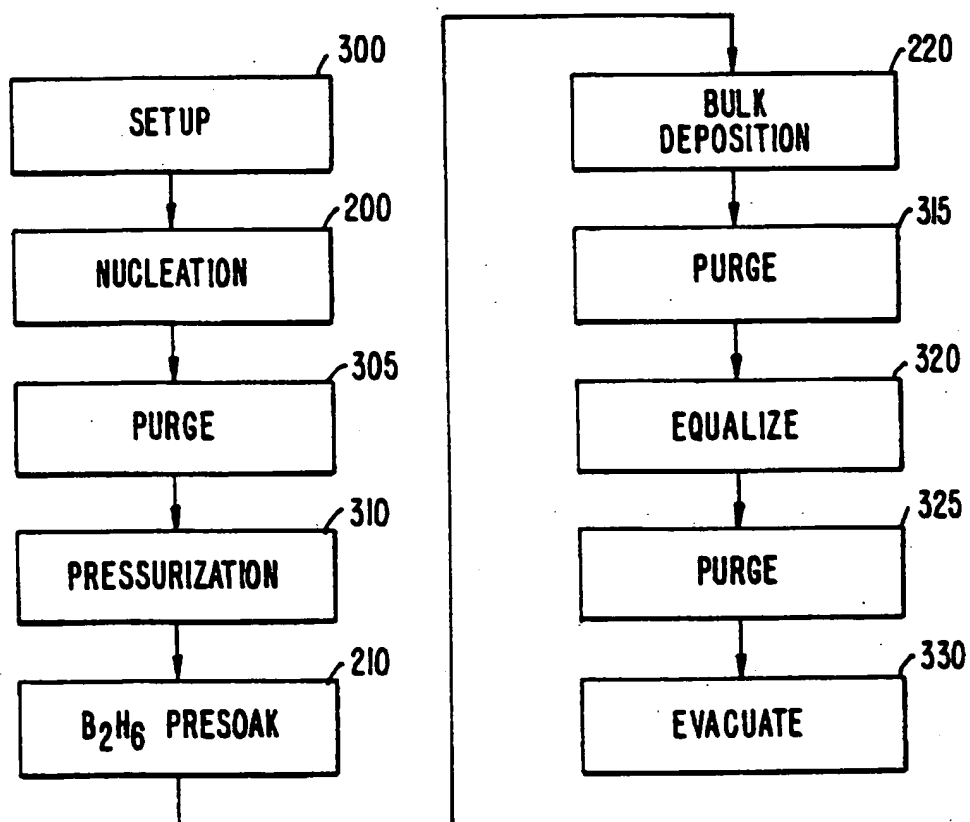 300
SETUP
200
NUCLEATION
305
PURGE
310
PRESSURIZATION
210
B₂H₆ PRESOAK
220
BULK
DEPOSITION
315
PURGE
320
EQUALIZE
325
PURGE
330
EVACUATE